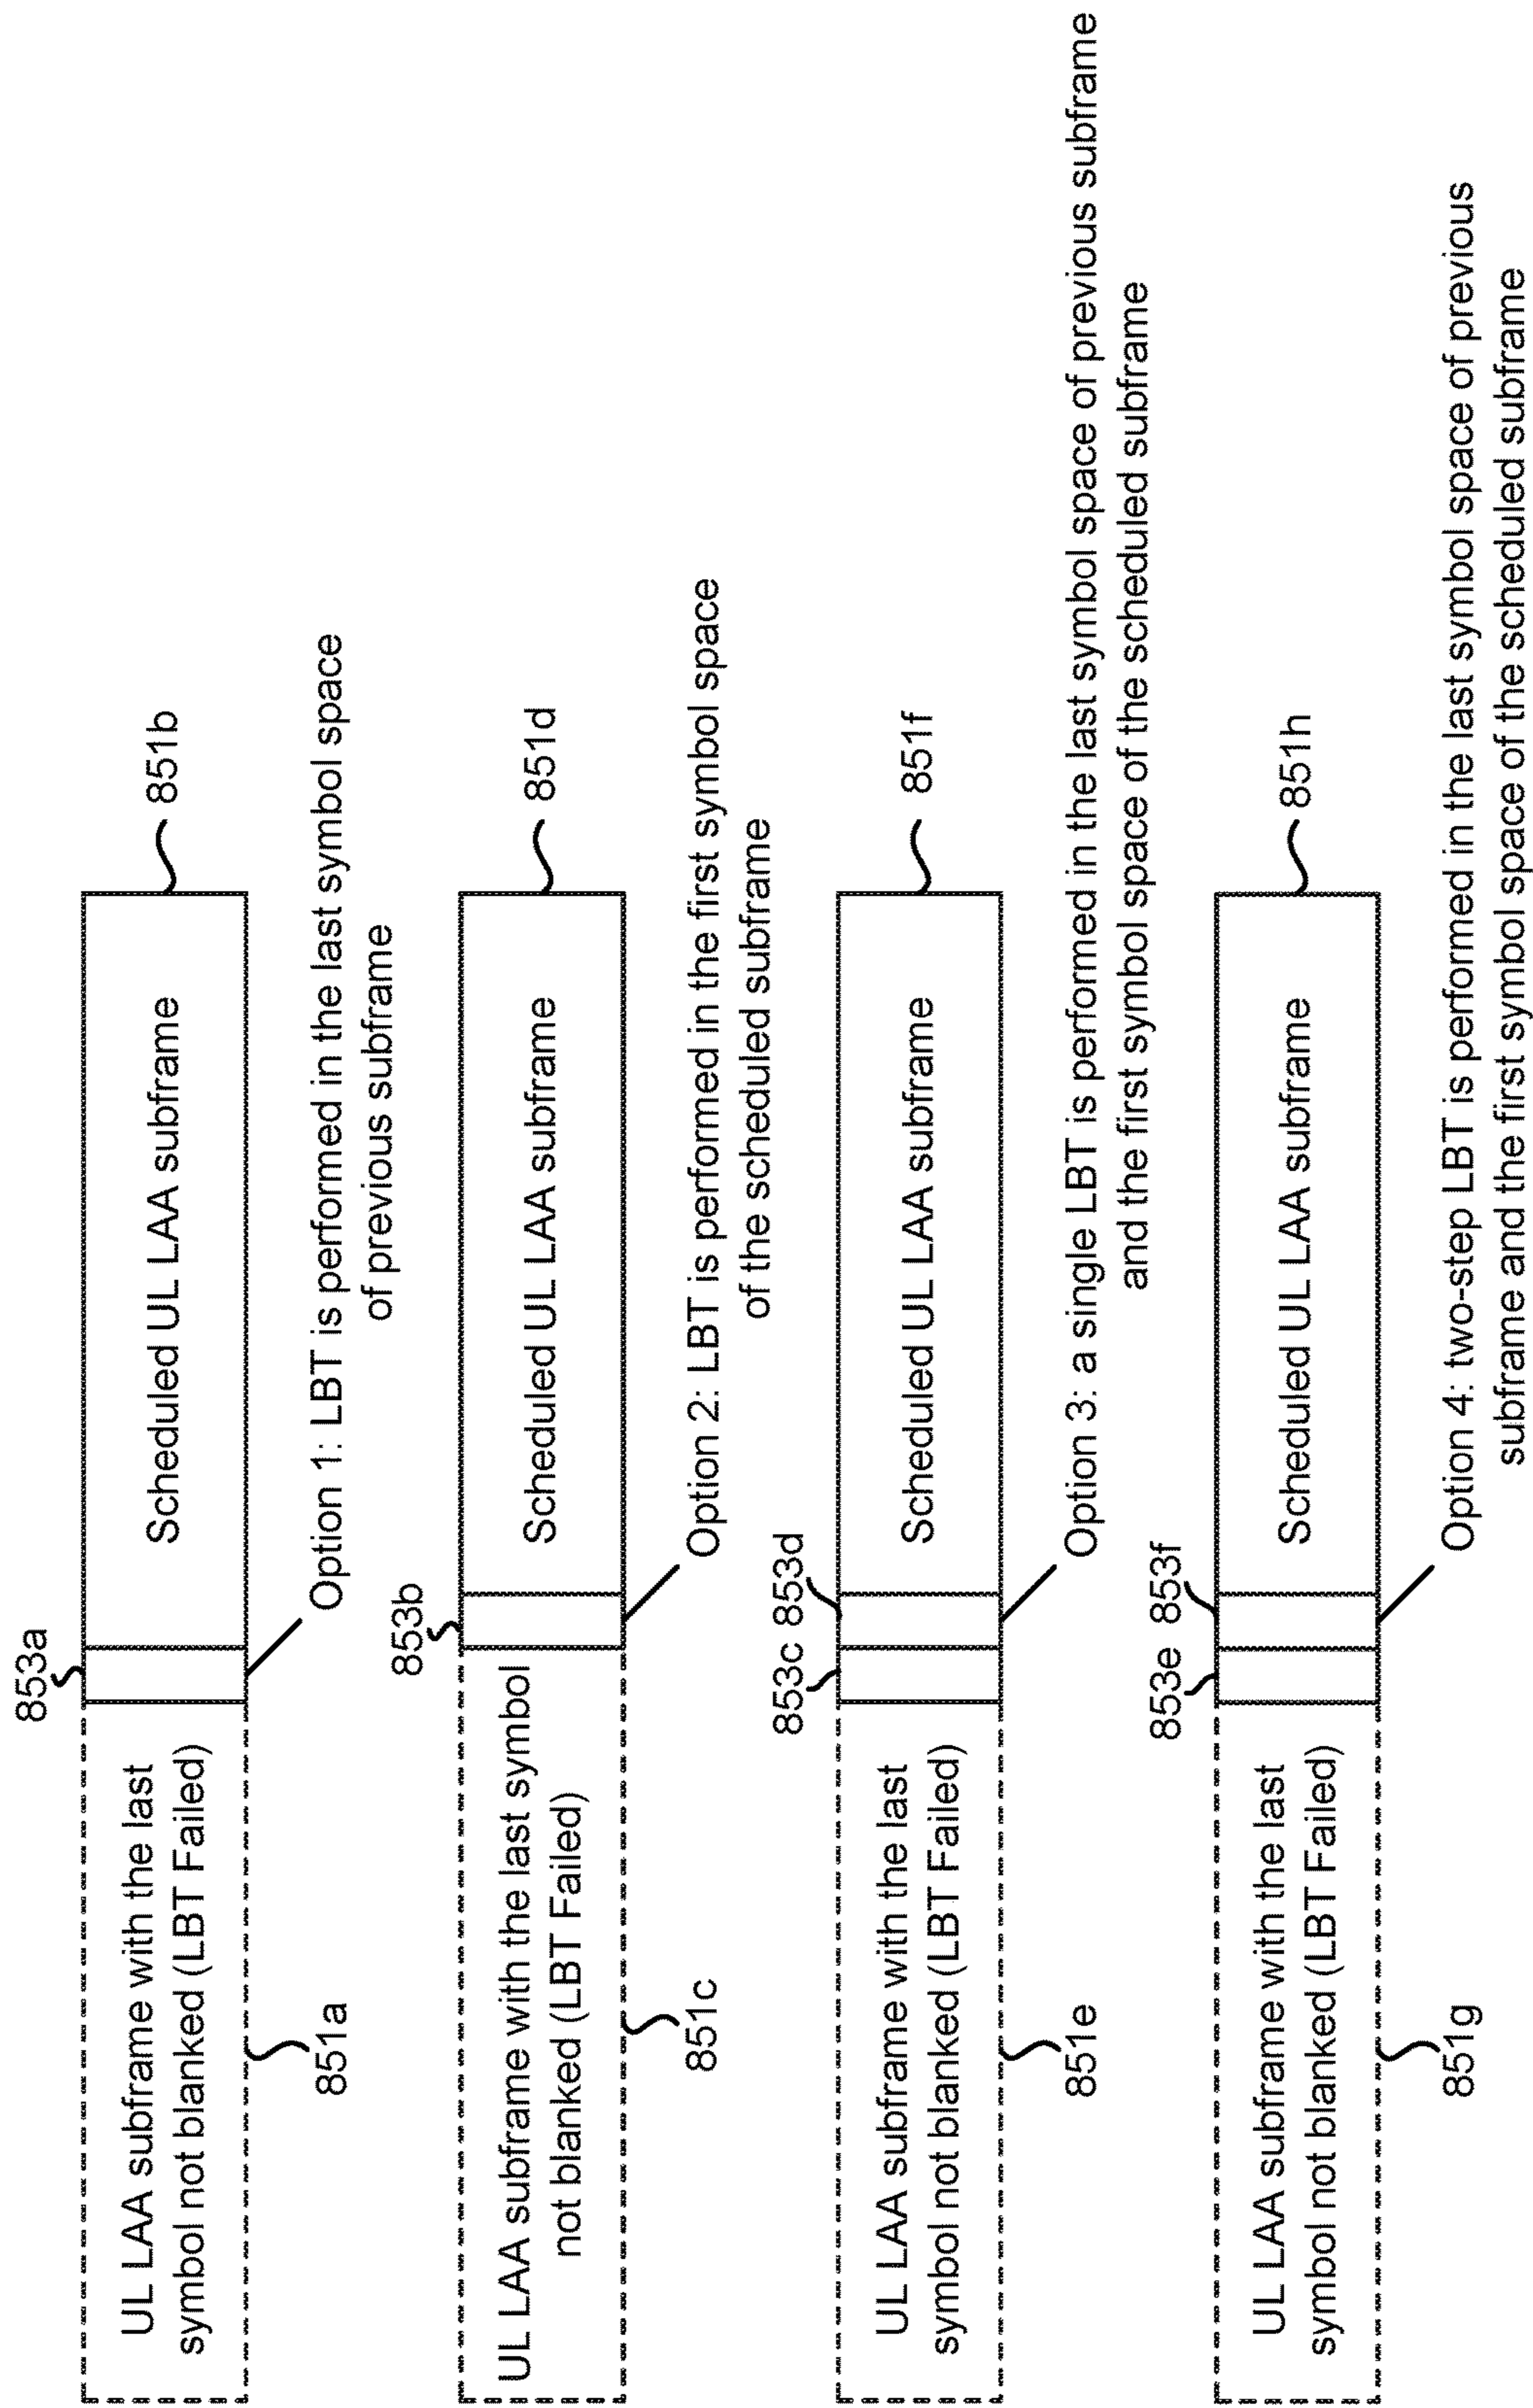 853a
UL LAA subframe with the last
symbol not blanked (LBT Failed)
Scheduled UL LAA subframe
851b
851a
Option 1: LBT is performed in the last symbol space
of previous subframe
853b
UL LAA subframe with the last symbol
not blanked (LBT Failed)
Scheduled UL LAA subframe
851d
851c
Option 2: LBT is performed in the first symbol space
of the scheduled subframe
853c 853d
UL LAA subframe with the last
symbol not blanked (LBT Failed)
Scheduled UL LAA subframe
851f
851e
Option 3: a single LBT is performed in the last symbol space of previous subframe
and the first symbol space of the scheduled subframe
853e 853f
UL LAA subframe with the last
symbol not blanked (LBT Failed)
Scheduled UL LAA subframe
851h
851g
Option 4: two-step LBT is performed in the last symbol space of previous
subframe and the first symbol space of the scheduled subframe